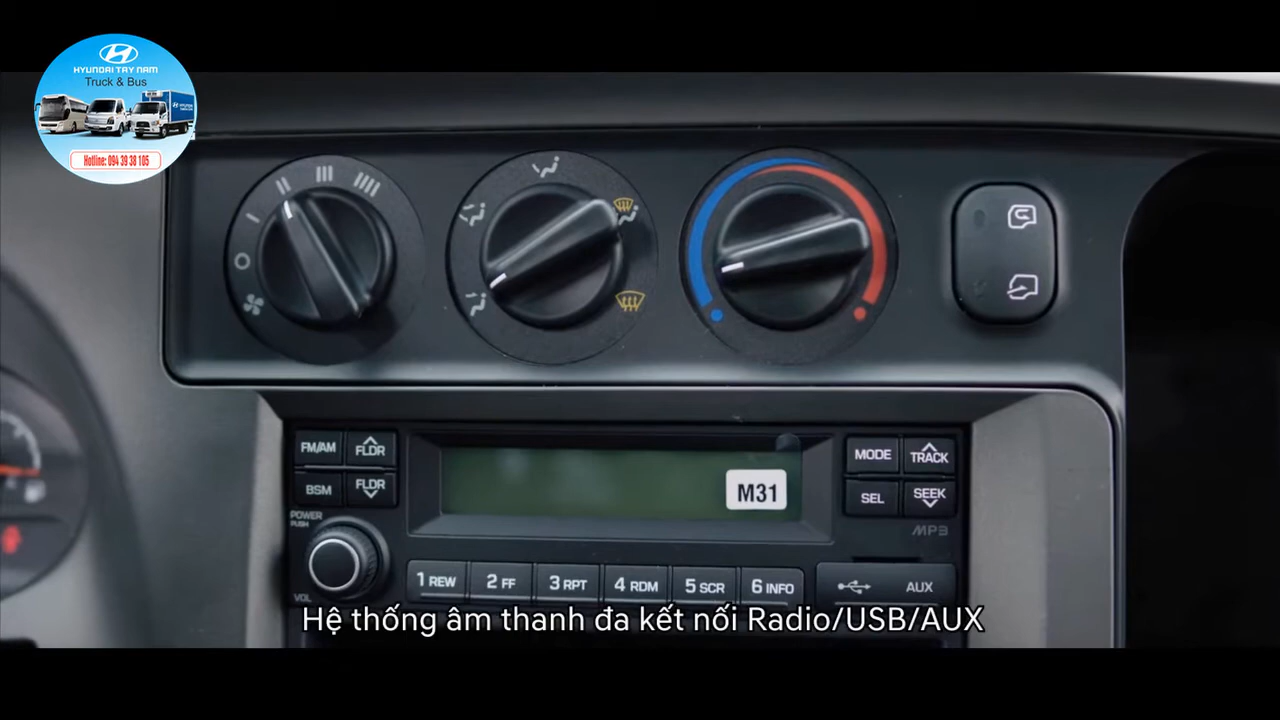 HYUNDAI TAY NAM
Truck & Bus
Hotline: 094 39 38 105
FM/AM
FLDR
BSM
FLDR
POWER
PUSH
VOL
M31
MODE
TRACK
SEL
SEEK
MP3
1 REW
2 FF
3 RPT
4 RDM
5 SCR
6 INFO
AUX
Hệ thống âm thanh đa kết nối Radio/USB/AUX